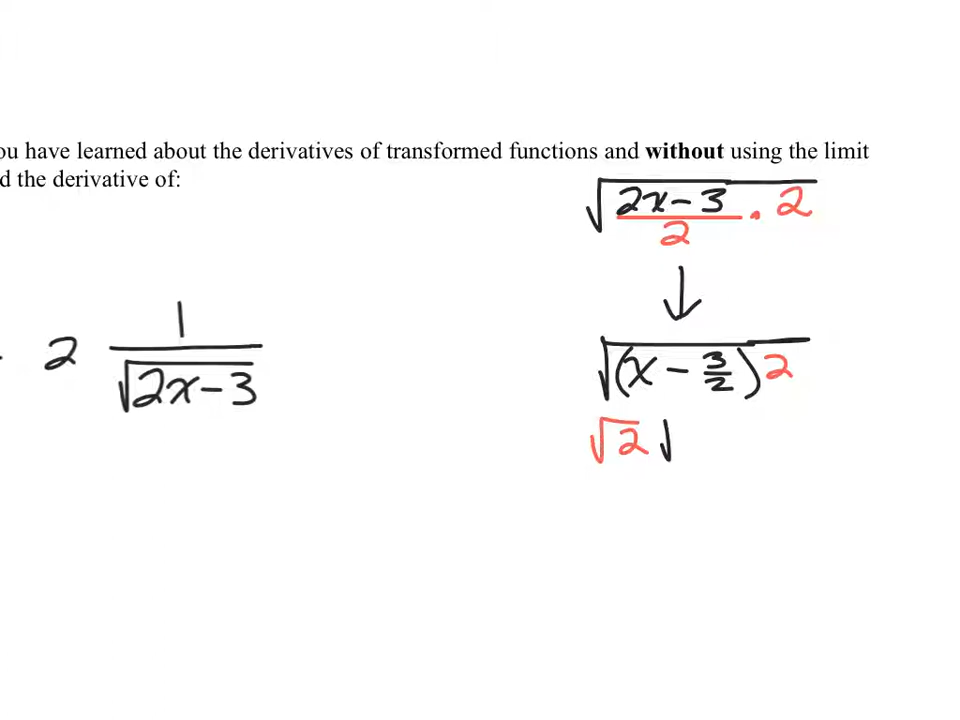 ou have learned about the derivatives of transformed functions and without using the limit
d the derivative of:
√((2x-3)/2 · 2)
↓
√((x - 3/2)2)
- 2 1/√(2x-3)
√2 √